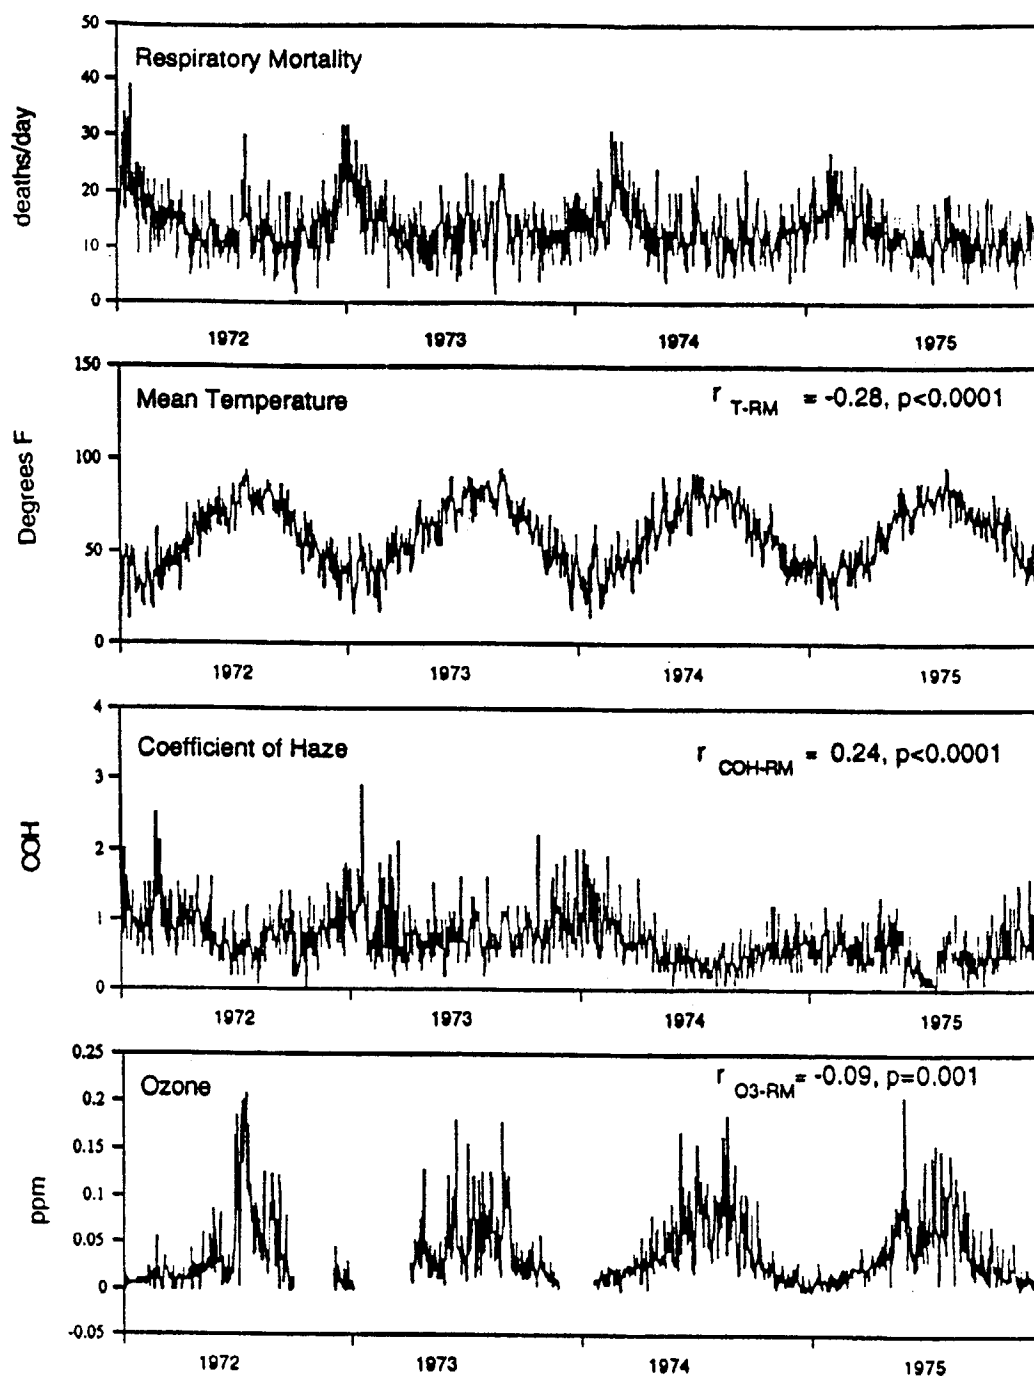 50
Respiratory Mortality
40
30
20
10
0
deaths/day
1972 1973 1974 1975
150
Mean Temperature
r T-RM = -0.28, p<0.0001
100
50
0
Degrees F
1972 1973 1974 1975
4
Coefficient of Haze
r COH-RM = 0.24, p<0.0001
3
2
1
0
COH
1972 1973 1974 1975
0.25
Ozone
r O3-RM = -0.09, p=0.001
0.2
0.15
0.1
0.05
0
-0.05
ppm
1972 1973 1974 1975